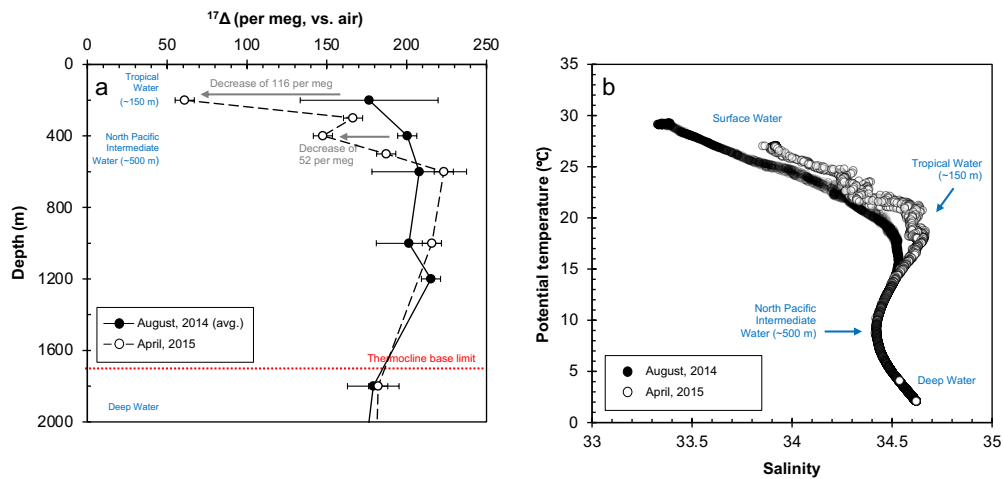 ¹⁷Δ (per meg, vs. air)
0 50 100 150 200 250
Depth (m)
0
400
800
1200
1600
2000
a
Tropical
Water
(~150 m)
Decrease of 116 per meg
North Pacific
Intermediate
Water (~500 m)
Decrease of
52 per meg
August, 2014 (avg.)
April, 2015
Thermocline base limit
Deep Water
Potential temperature (ºC)
40
35
30
25
20
15
10
5
0
b
Surface Water
Tropical Water
(~150 m)
North Pacific
Intermediate
Water (~500 m)
Deep Water
August, 2014
April, 2015
33 33.5 34 34.5 35
Salinity